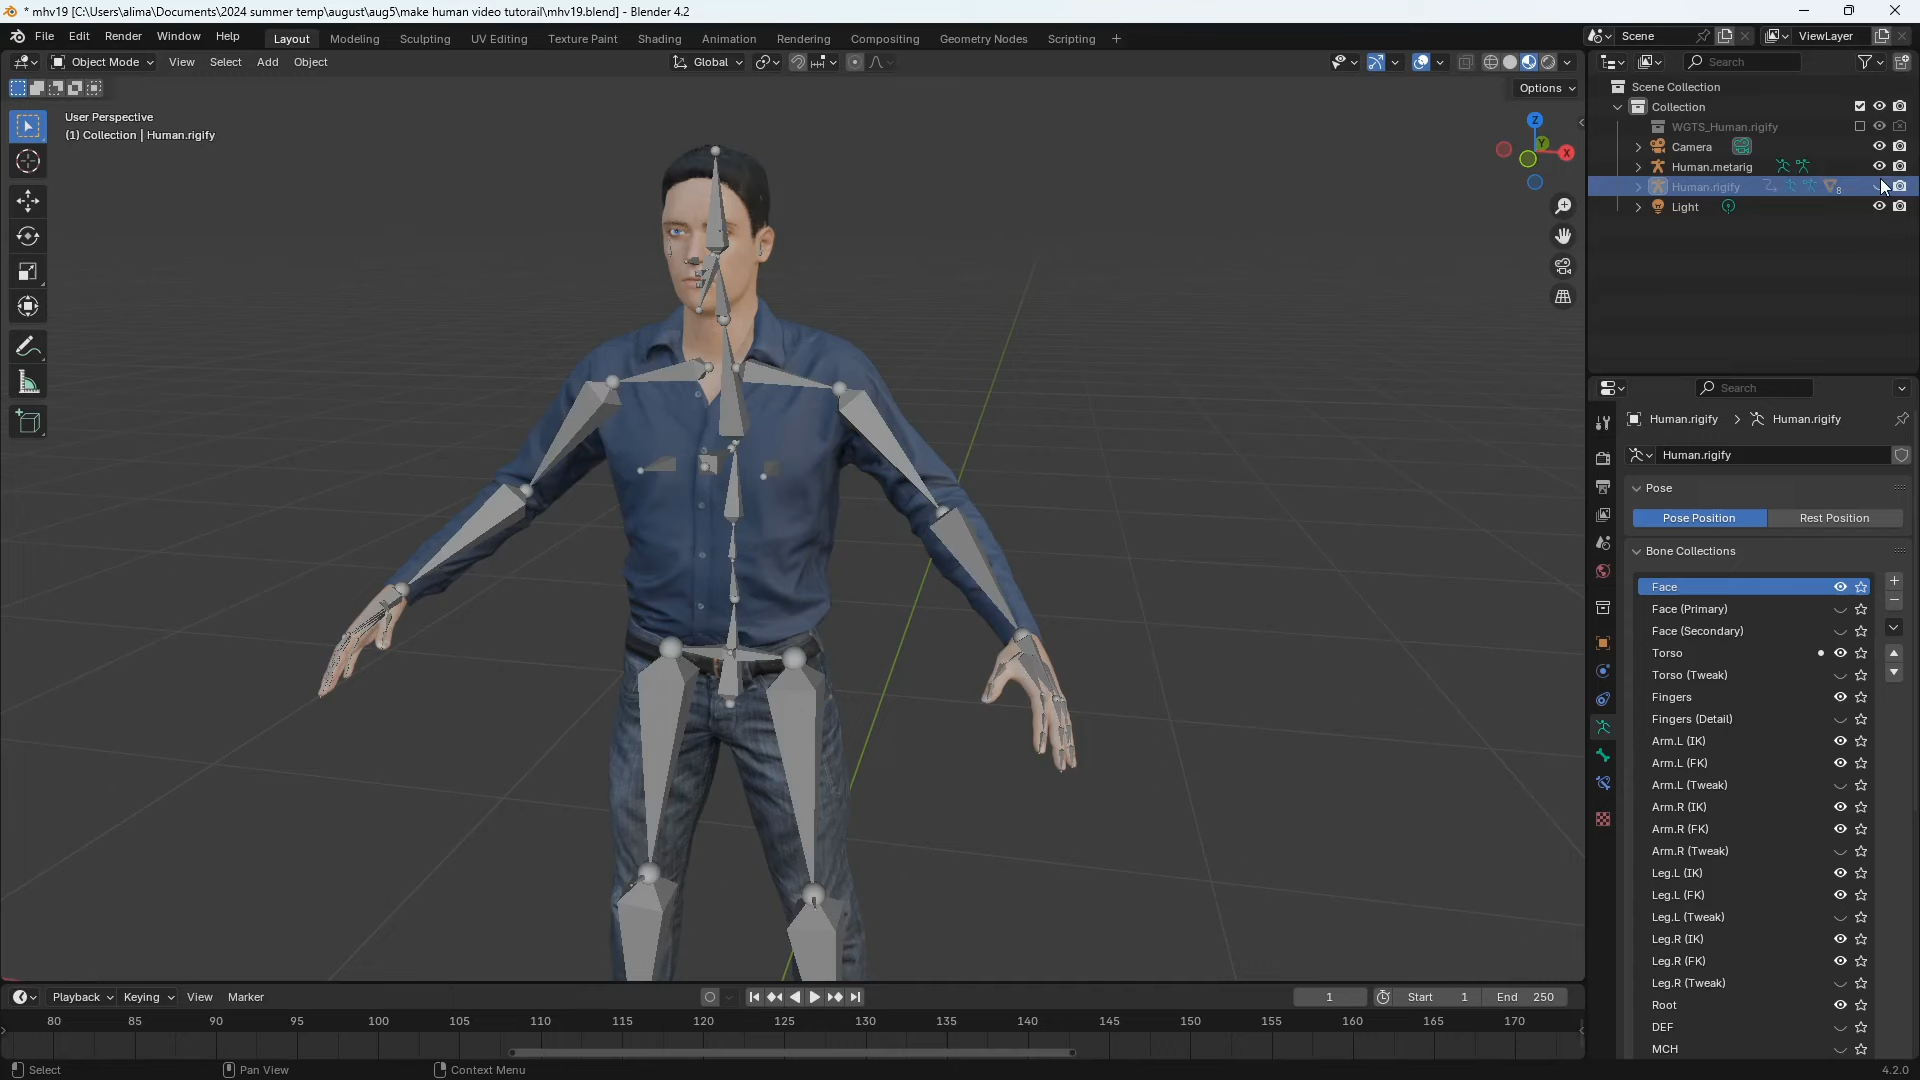 * mhv19 [C:\Users\alima\Documents\2024 summer temp\august\aug5\make human video tutorail\mhv19.blend] - Blender 4.2
File Edit Render Window Help Layout Modeling Sculpting UV Editing Texture Paint Shading Animation Rendering Compositing Geometry Nodes Scripting + Scene ViewLayer
Object Mode View Select Add Object Global Search
Options
User Perspective
(1) Collection | Human.rigify
Z
Y
X
Scene Collection
Collection
WGTS_Human.rigify
Camera
Human.metarig
Human.rigify 8
Light
Search
Human.rigify > Human.rigify
Human.rigify
Pose
Pose Position Rest Position
Bone Collections
Face
Face (Primary)
Face (Secondary)
Torso
Torso (Tweak)
Fingers
Fingers (Detail)
Arm.L (IK)
Arm.L (FK)
Arm.L (Tweak)
Arm.R (IK)
Arm.R (FK)
Arm.R (Tweak)
Leg.L (IK)
Leg.L (FK)
Leg.L (Tweak)
Leg.R (IK)
Leg.R (FK)
Leg.R (Tweak)
Root
DEF
MCH
Playback Keying View Marker 1 Start 1 End 250
80 85 90 95 100 105 110 115 120 125 130 135 140 145 150 155 160 165 170
Select Pan View Context Menu 4.2.0